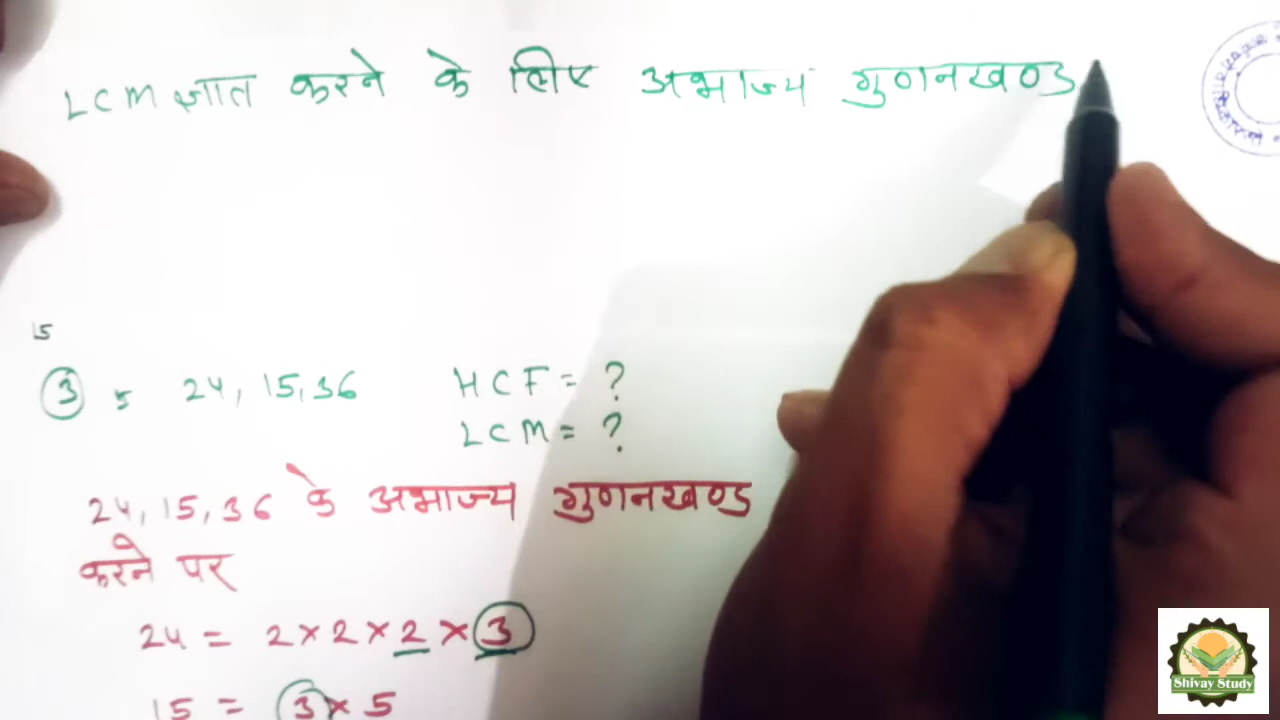 LCM ज्ञात करने के लिए अभाज्य गुणनखण्ड
15
3 24, 15, 36 HCF = ?
LCM = ?
24, 15, 36 के अभाज्य गुणनखण्ड
करने पर
24 = 2 × 2 × 2 × 3
15 = 3 × 5
Shivay Study